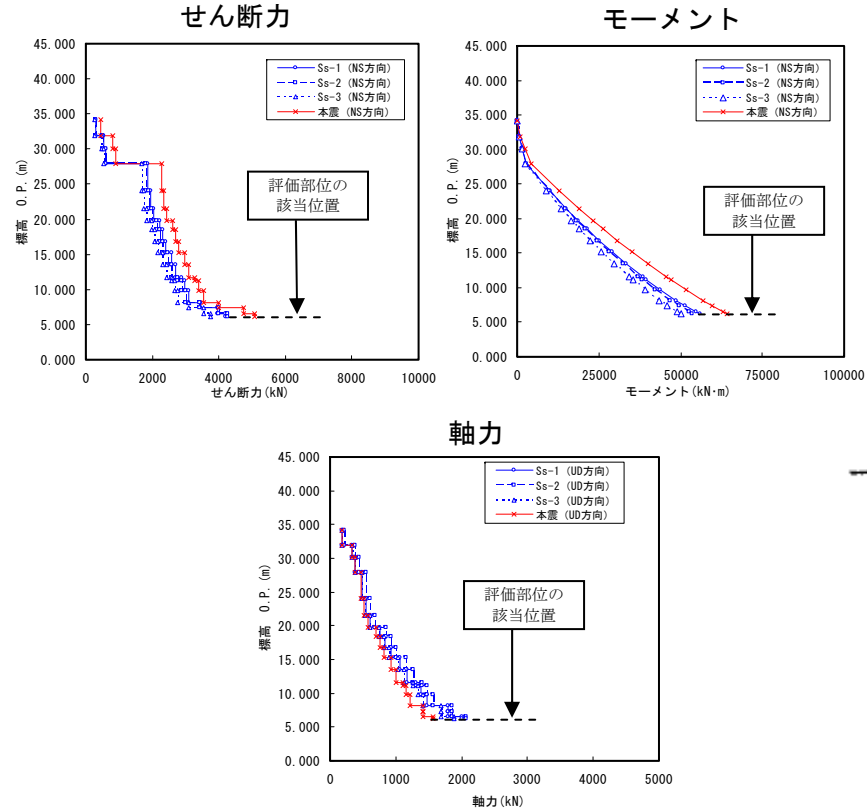 せん断力
45.000
40.000
35.000
30.000
25.000
20.000
15.000
10.000
5.000
0.000
標高 O.P.(m)
Ss-1 (NS方向)
Ss-2 (NS方向)
Ss-3 (NS方向)
本震 (NS方向)
評価部位の
該当位置
0
2000
4000
6000
8000
10000
せん断力(kN)
モーメント
45.000
40.000
35.000
30.000
25.000
20.000
15.000
10.000
5.000
0.000
標高 O.P.(m)
Ss-1 (NS方向)
Ss-2 (NS方向)
Ss-3 (NS方向)
本震 (NS方向)
評価部位の
該当位置
0
25000
50000
75000
100000
モーメント(kN･m)
軸力
45.000
40.000
35.000
30.000
25.000
20.000
15.000
10.000
5.000
0.000
標高 O.P.(m)
Ss-1 (UD方向)
Ss-2 (UD方向)
Ss-3 (UD方向)
本震 (UD方向)
評価部位の
該当位置
0
1000
2000
3000
4000
5000
軸力(kN)